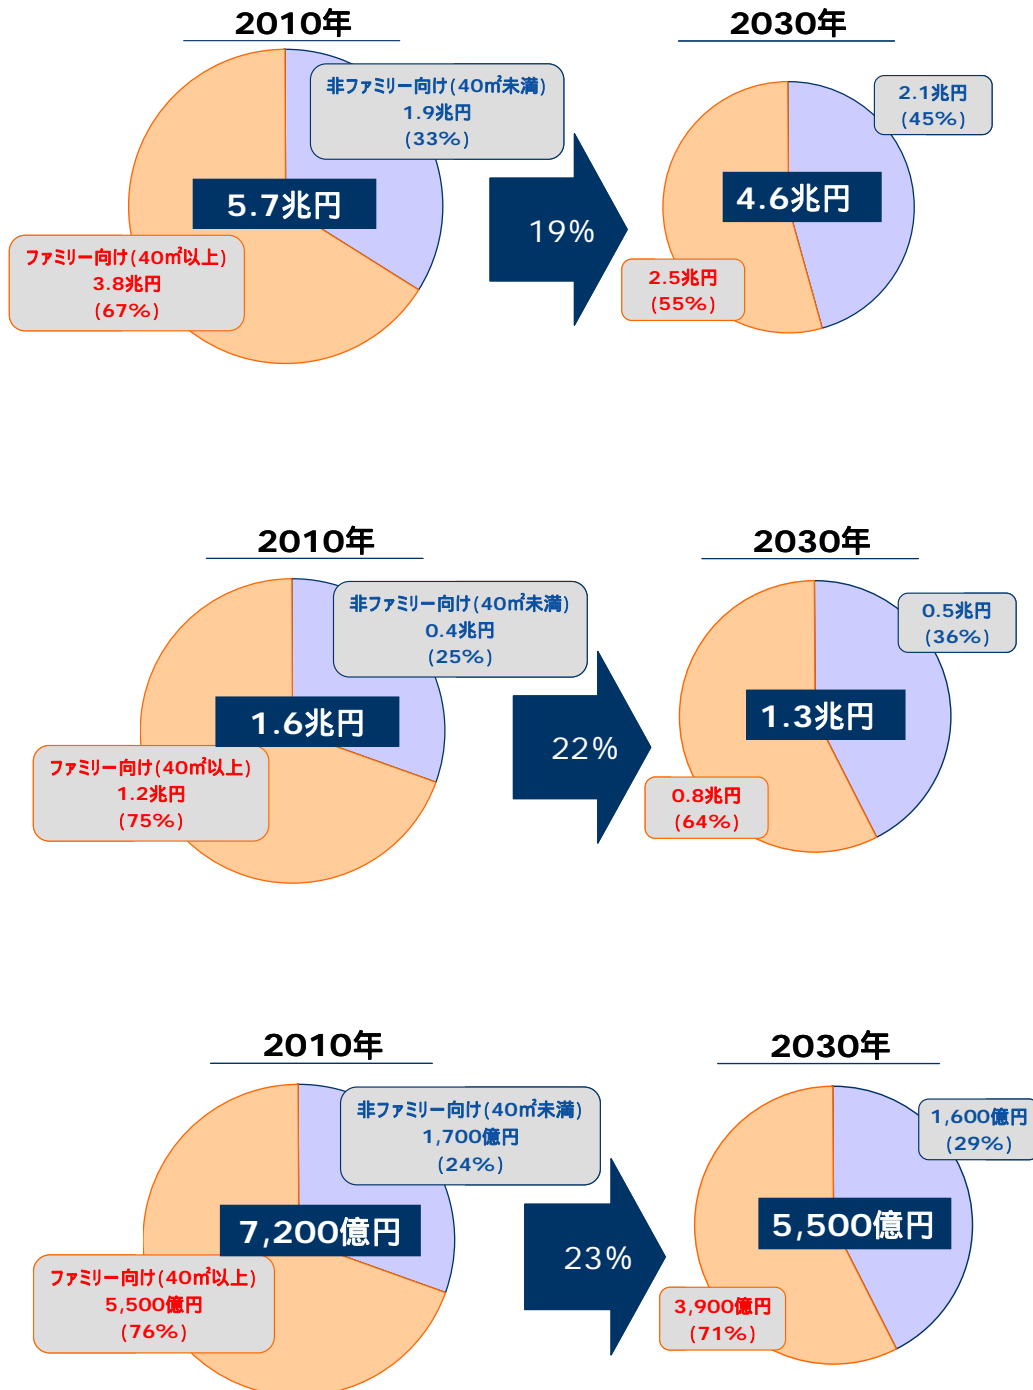 2010年
2030年
非ファミリー向け(40㎡未満)
1.9兆円
(33%)
2.1兆円
(45%)
5.7兆円
4.6兆円
19%
ファミリー向け(40㎡以上)
3.8兆円
(67%)
2.5兆円
(55%)
2010年
2030年
非ファミリー向け(40㎡未満)
0.4兆円
(25%)
0.5兆円
(36%)
1.6兆円
1.3兆円
22%
ファミリー向け(40㎡以上)
1.2兆円
(75%)
0.8兆円
(64%)
2010年
2030年
非ファミリー向け(40㎡未満)
1,700億円
(24%)
1,600億円
(29%)
7,200億円
5,500億円
23%
ファミリー向け(40㎡以上)
5,500億円
(76%)
3,900億円
(71%)